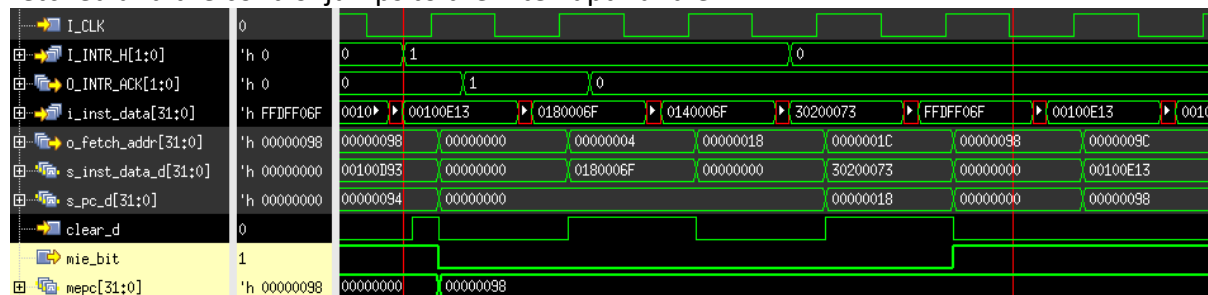 I_CLK 0
I_INTR_H[1:0] 'h 0 0 1 0
O_INTR_ACK[1:0] 'h 0 0 1 0
i_inst_data[31:0] 'h FFDFF06F 0010 00100E13 0180006F 0140006F 30200073 FFDFF06F 00100E13 0010
o_fetch_addr[31:0] 'h 00000098 00000098 00000000 00000004 00000018 0000001C 00000098 0000009C
s_inst_data_d[31:0] 'h 00000000 00100D93 00000000 0180006F 00000000 30200073 00000000 00100E13
s_pc_d[31:0] 'h 00000000 00000094 00000000 00000018 00000000 00000098
clear_d 0
mie_bit 1
mepc[31:0] 'h 00000098 00000000 00000098